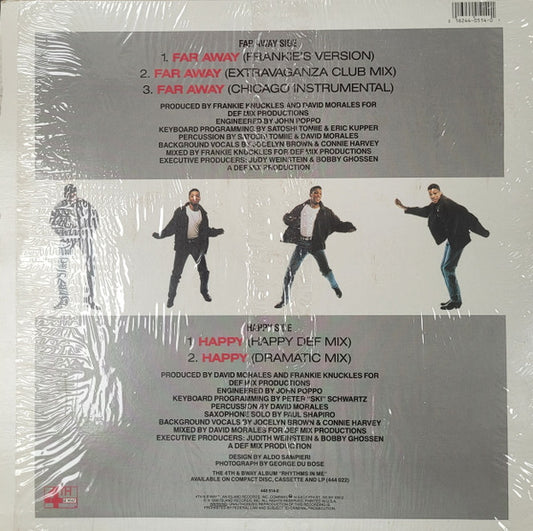 FAR AWAY SIDE
1. FAR AWAY (FRANKIE'S VERSION)
2. FAR AWAY (EXTRAVAGANZA CLUB MIX)
3. FAR AWAY (CHICAGO INSTRUMENTAL)
PRODUCED BY FRANKIE KNUCKLES AND DAVID MORALES FOR
DEF MIX PRODUCTIONS
ENGINEERED BY JOHN POPPO
KEYBOARD PROGRAMMING BY SATOSHI TOMIIE & ERIC KUPPER
PERCUSSION BY SATOSHI TOMIIE & DAVID MORALES
BACKGROUND VOCALS BY JOCELYN BROWN & CONNIE HARVEY
MIXED BY FRANKIE KNUCKLES FOR DEF MIX PRODUCTIONS
EXECUTIVE PRODUCERS: JUDY WEINSTEIN & BOBBY GHOSSEN
A DEF MIX PRODUCTION
HAPPY SIDE
1. HAPPY (HAPPY DEF MIX)
2. HAPPY (DRAMATIC MIX)
PRODUCED BY DAVID MORALES AND FRANKIE KNUCKLES FOR
DEF MIX PRODUCTIONS
ENGINEERED BY JOHN POPPO
KEYBOARD PROGRAMMING BY PETER "SKI" SCHWARTZ
PERCUSSION BY DAVID MORALES
SAXOPHONE SOLO BY PAUL SHAPIRO
BACKGROUND VOCALS BY JOCELYN BROWN & CONNIE HARVEY
MIXED BY DAVID MORALES FOR DEF MIX PRODUCTIONS
EXECUTIVE PRODUCERS: JUDITH WEINSTEIN & BOBBY GHOSSEN
A DEF MIX PRODUCTION
DESIGN BY ALDO SAMPIERI
PHOTOGRAPH BY GEORGE DU BOSE
THE 4TH & B'WAY ALBUM "RHYTHMS IN ME"
AVAILABLE ON COMPACT DISC, CASSETTE AND LP (444 022)